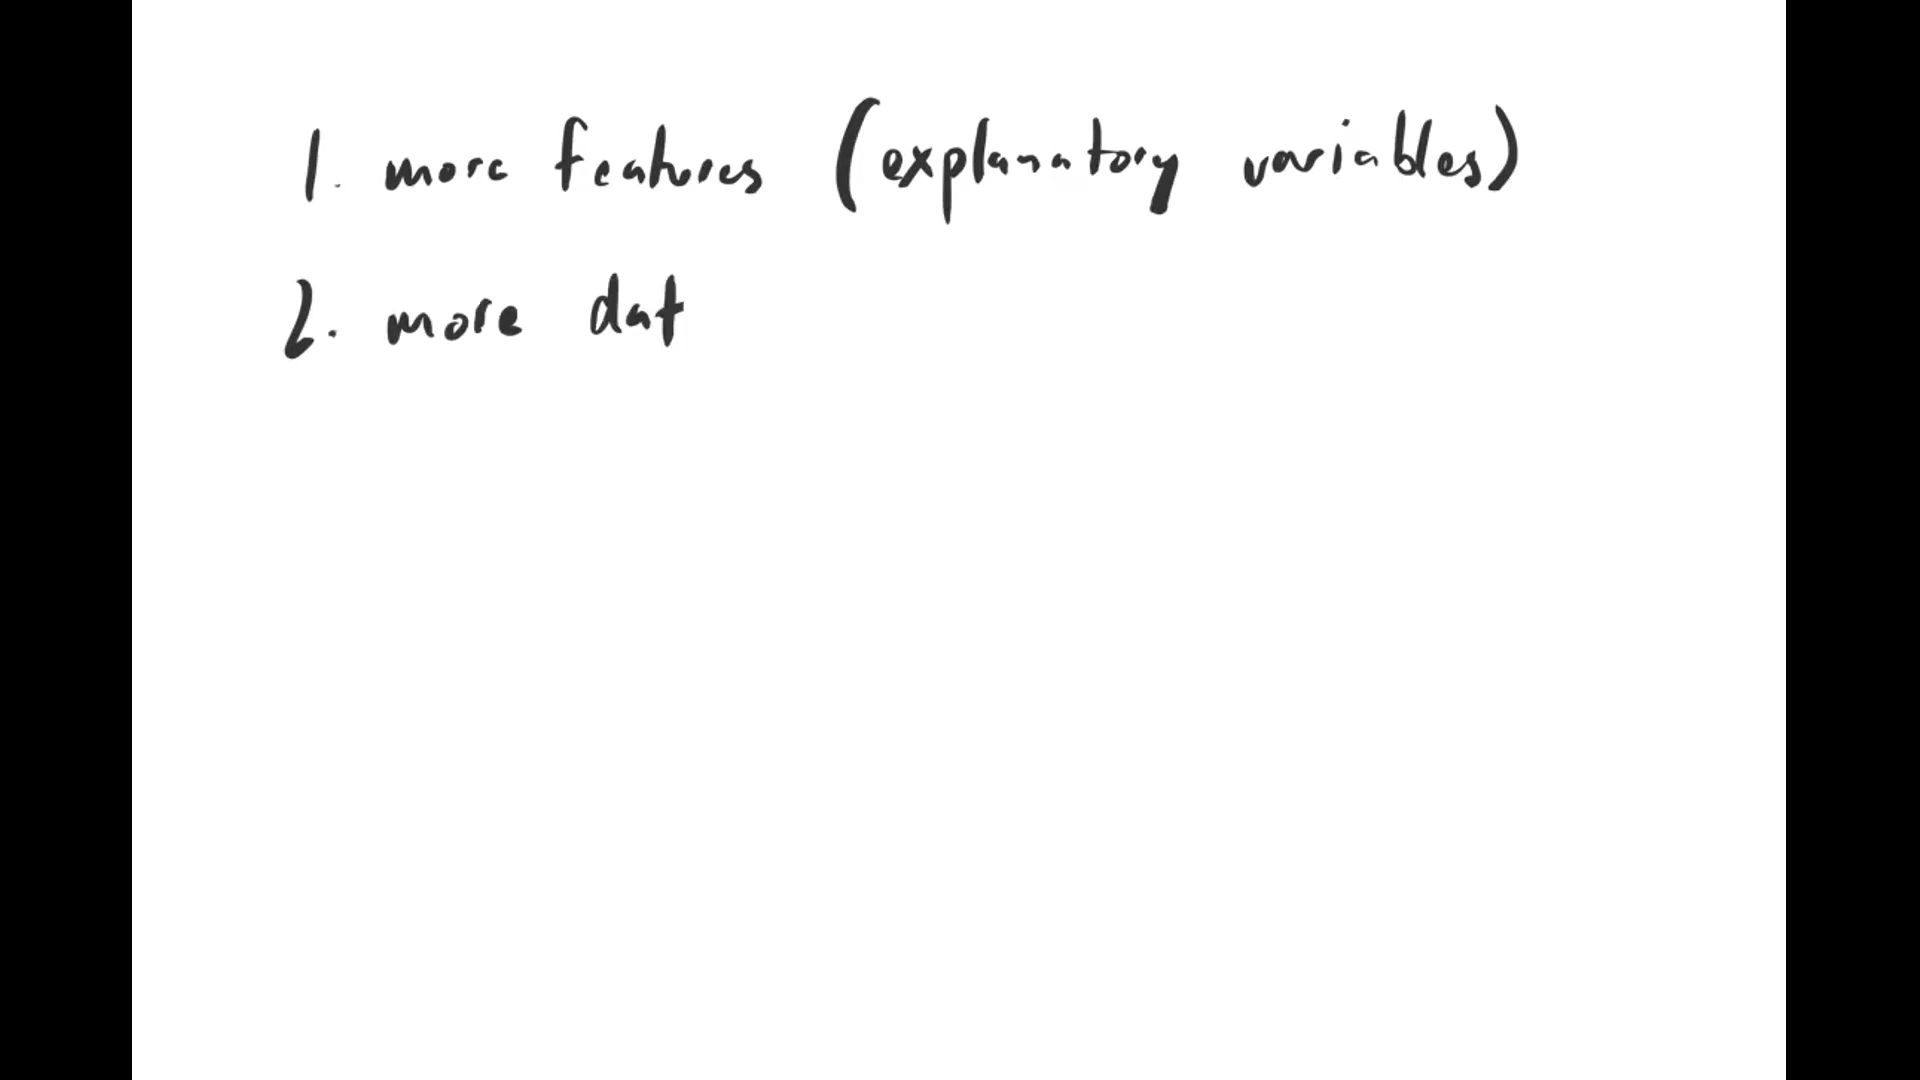 1. more features (explanatory variables)
2. more dat